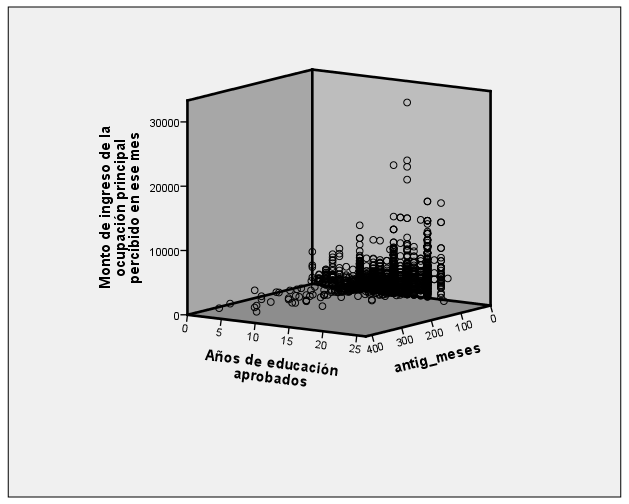 Monto de ingreso de la
ocupación principal
percibido en ese mes
30000
20000
10000
0
0
5
10
15
20
25
400
300
200
100
0
Años de educación
aprobados
antig_meses